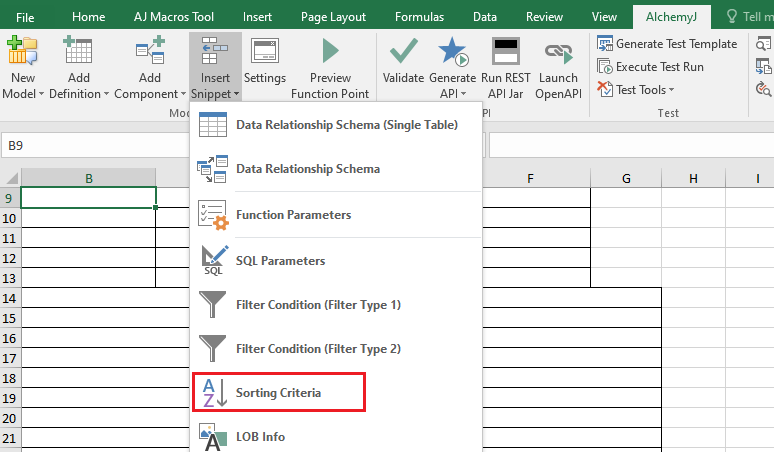 File Home AJ Macros Tool Insert Page Layout Formulas Data Review View AlchemyJ Tell m
New Model Add Definition Add Component Insert Snippet Settings Preview Function Point Validate Generate API Run REST API Jar Launch OpenAPI
Generate Test Template
Execute Test Run
Test Tools
Mod PI Test
B9
B F G H I
Data Relationship Schema (Single Table)
Data Relationship Schema
9
Function Parameters
10
11
SQL
SQL Parameters
12
13
14
Filter Condition (Filter Type 1)
15
16
Filter Condition (Filter Type 2)
17
18
A
Z
Sorting Criteria
19
20
A
LOB Info
21